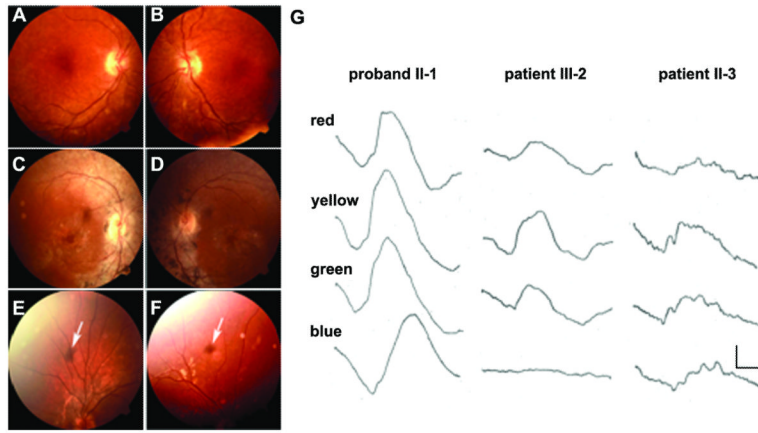 A
B
G
proband II-1 patient III-2 patient II-3
red
C
D
yellow
green
E
F
blue